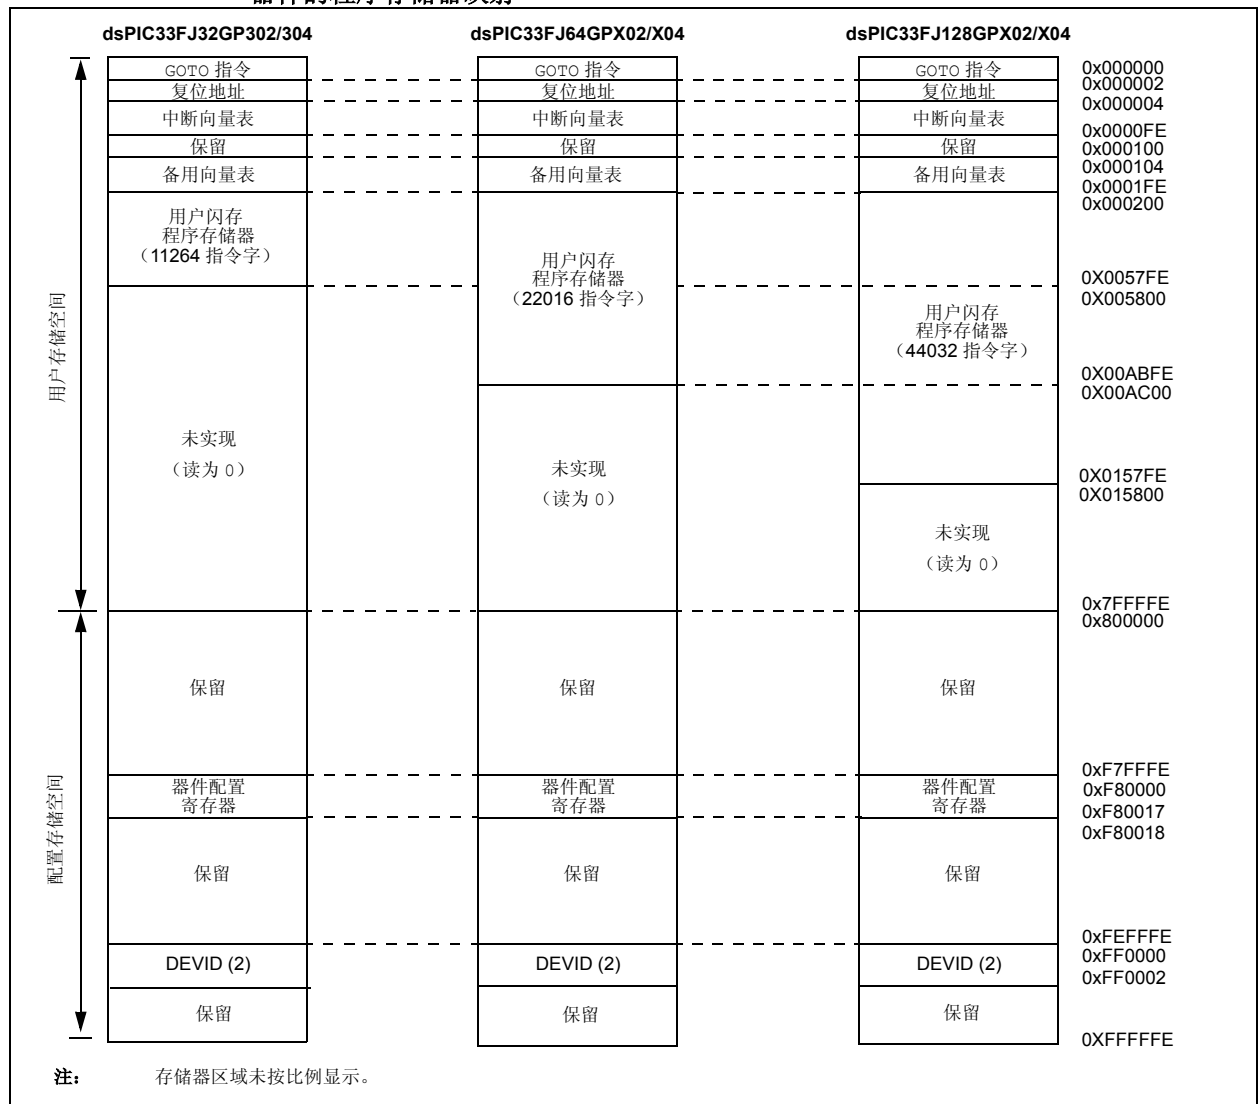 器件的程序存储器映射
dsPIC33FJ32GP302/304
dsPIC33FJ64GPX02/X04
dsPIC33FJ128GPX02/X04
GOTO 指令
GOTO 指令
GOTO 指令
0x000000
复位地址
复位地址
复位地址
0x000002
0x000004
中断向量表
中断向量表
中断向量表
0x0000FE
保留
保留
保留
0x000100
0x000104
备用向量表
备用向量表
备用向量表
0x0001FE
0x000200
用户闪存
程序存储器
(11264 指令字)
用户闪存
程序存储器
(22016 指令字)
0X0057FE
0X005800
用户闪存
程序存储器
(44032 指令字)
用户存储空间
0X00ABFE
0X00AC00
未实现
(读为 0)
未实现
(读为 0)
0X0157FE
0X015800
未实现
(读为 0)
0x7FFFFE
0x800000
保留
保留
保留
0xF7FFFE
器件配置
寄存器
器件配置
寄存器
器件配置
寄存器
0xF80000
0xF80017
0xF80018
配置存储空间
保留
保留
保留
0xFEFFFE
0xFF0000
DEVID (2)
DEVID (2)
DEVID (2)
0xFF0002
保留
保留
保留
0XFFFFFE
注： 存储器区域未按比例显示。